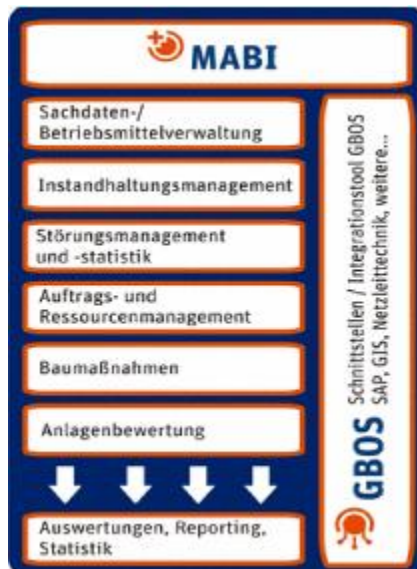 MABI
Sachdaten-/
Betriebsmittelverwaltung
Instandhaltungsmanagement
Störungsmanagement
und -statistik
Auftrags- und
Ressourcenmanagement
Baumaßnahmen
Anlagenbewertung
Auswertungen, Reporting,
Statistik
GBOS
Schnittstellen / Integrationstool GBOS
SAP, GIS, Netzleittechnik, weitere...